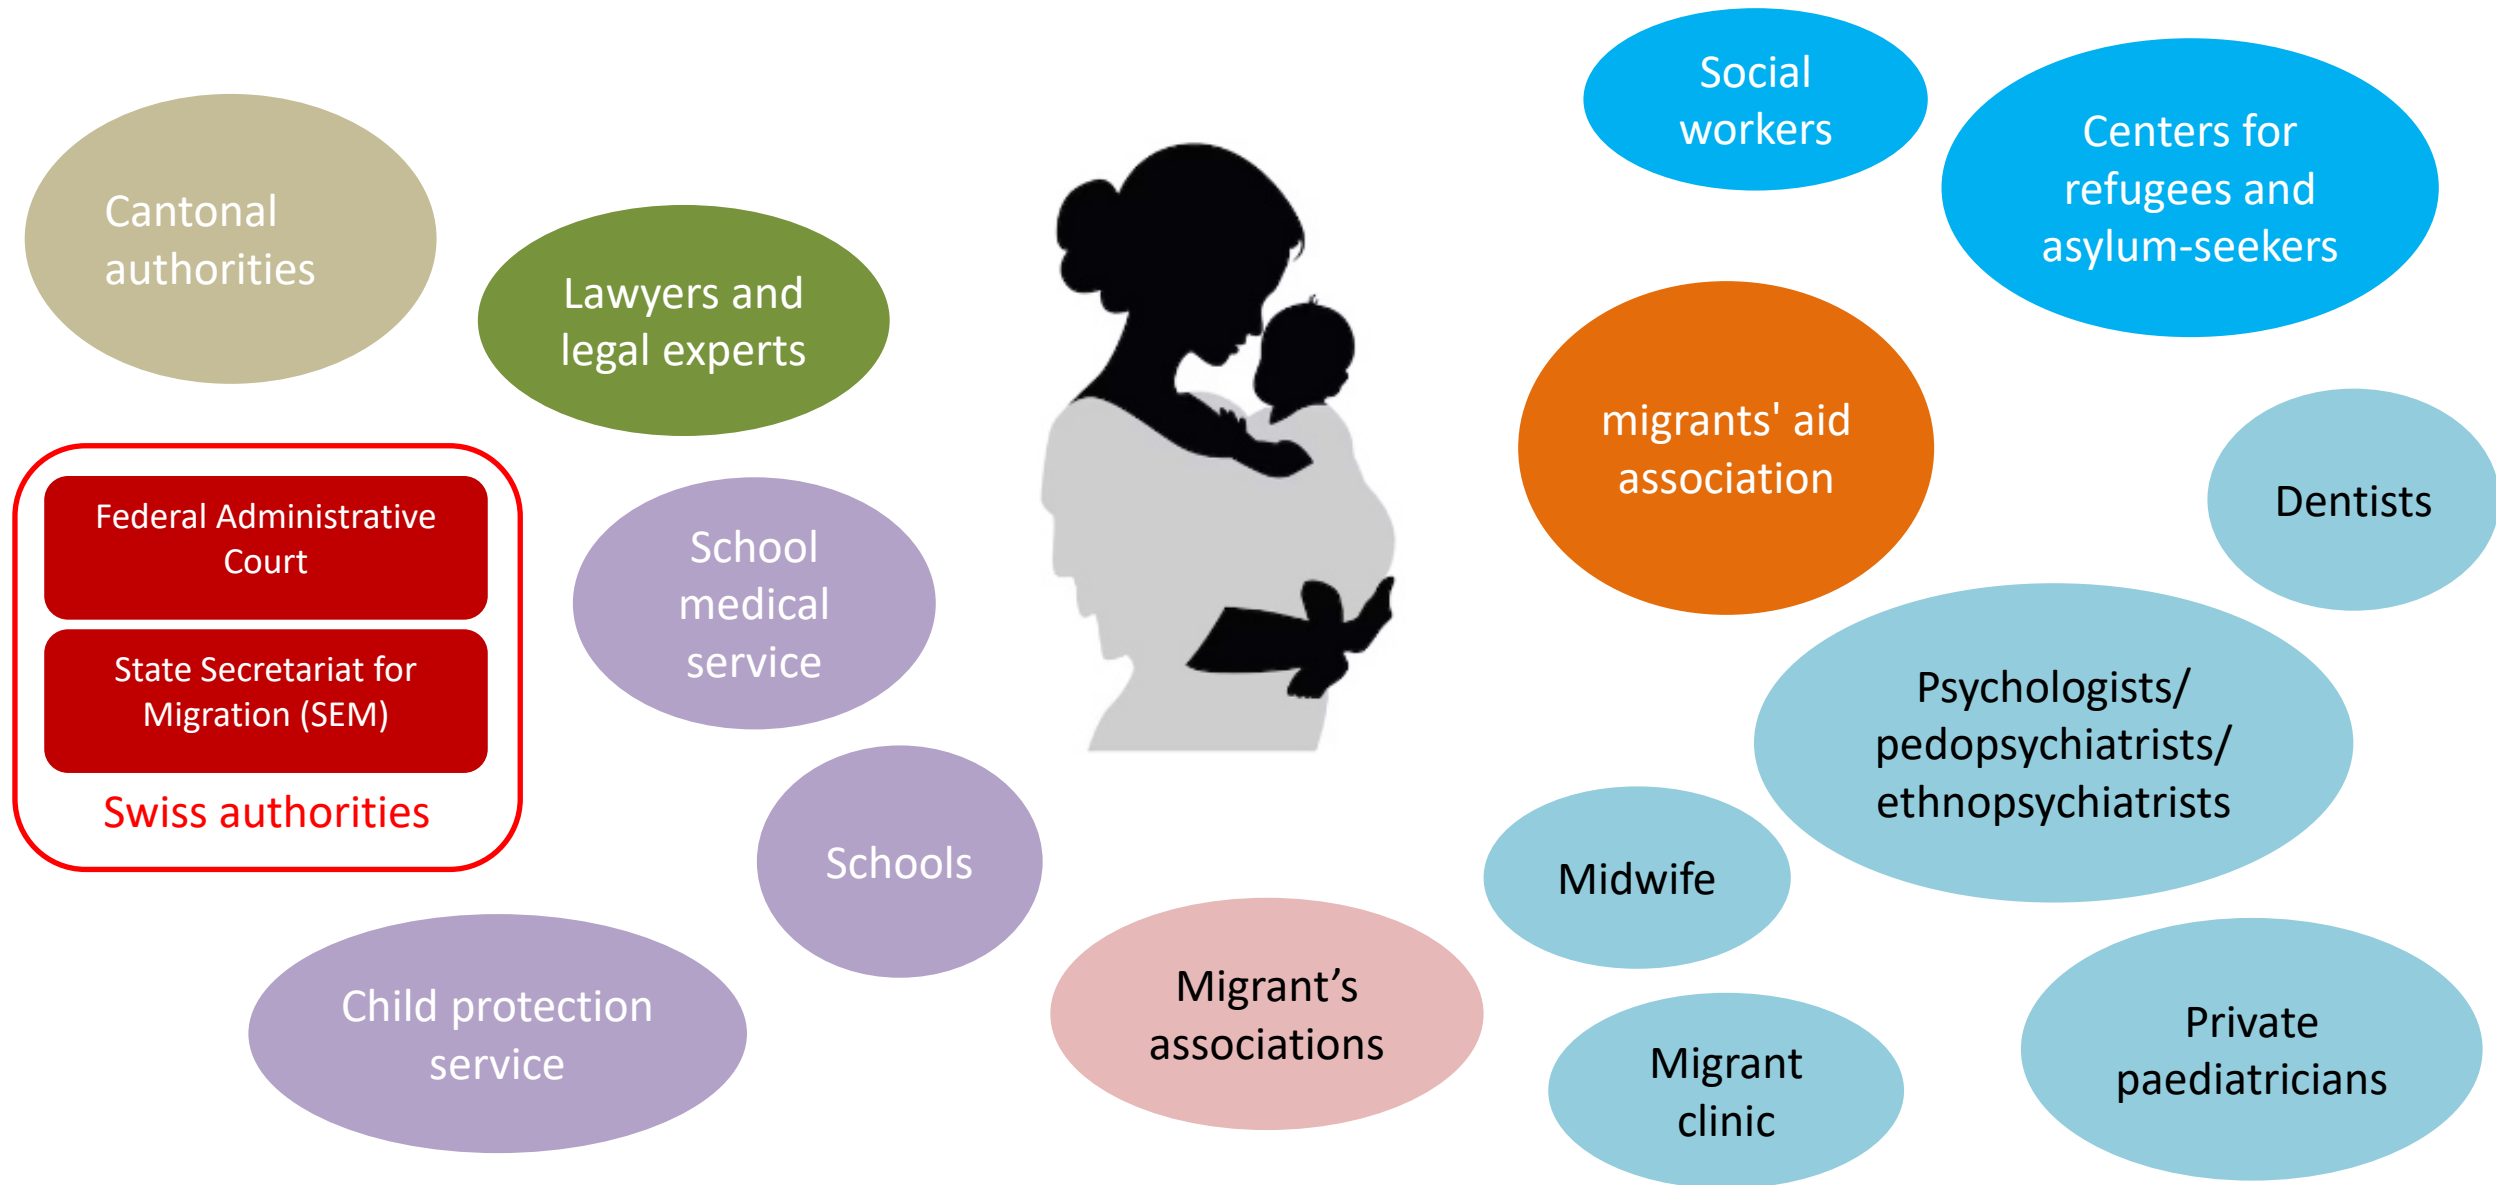 Social
workers
Centers for
refugees and
asylum-seekers
Cantonal
authorities
Lawyers and
legal experts
migrants' aid
association
Dentists
Federal Administrative
Court
State Secretariat for
Migration (SEM)
Swiss authorities
School
medical
service
Psychologists/
pedopsychiatrists/
ethnopsychiatrists
Schools
Midwife
Child protection
service
Migrant’s
associations
Migrant
clinic
Private
paediatricians